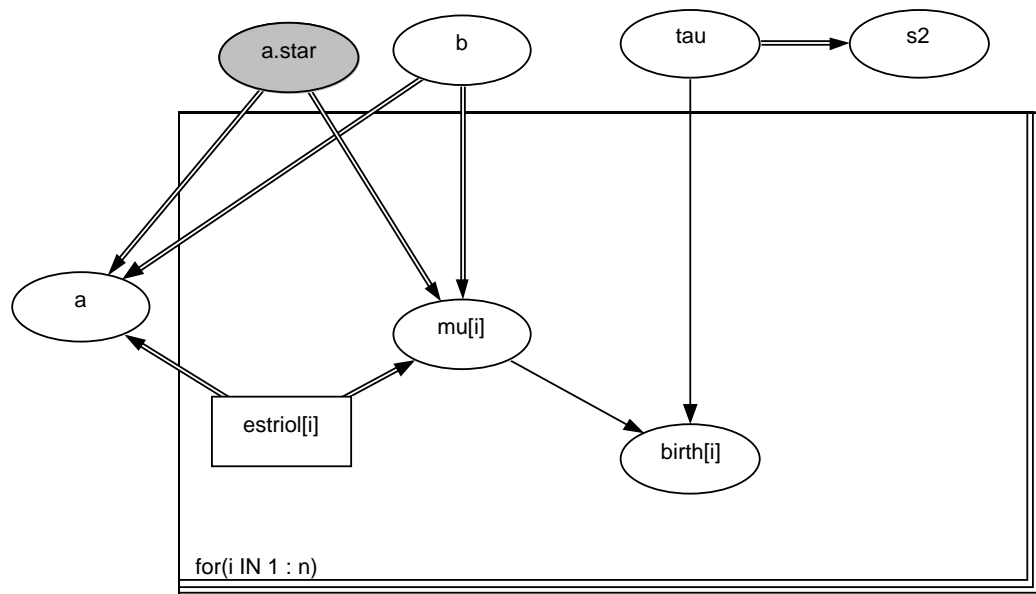 a.star
b
tau
s2
a
mu[i]
estriol[i]
birth[i]
for(i IN 1 : n)